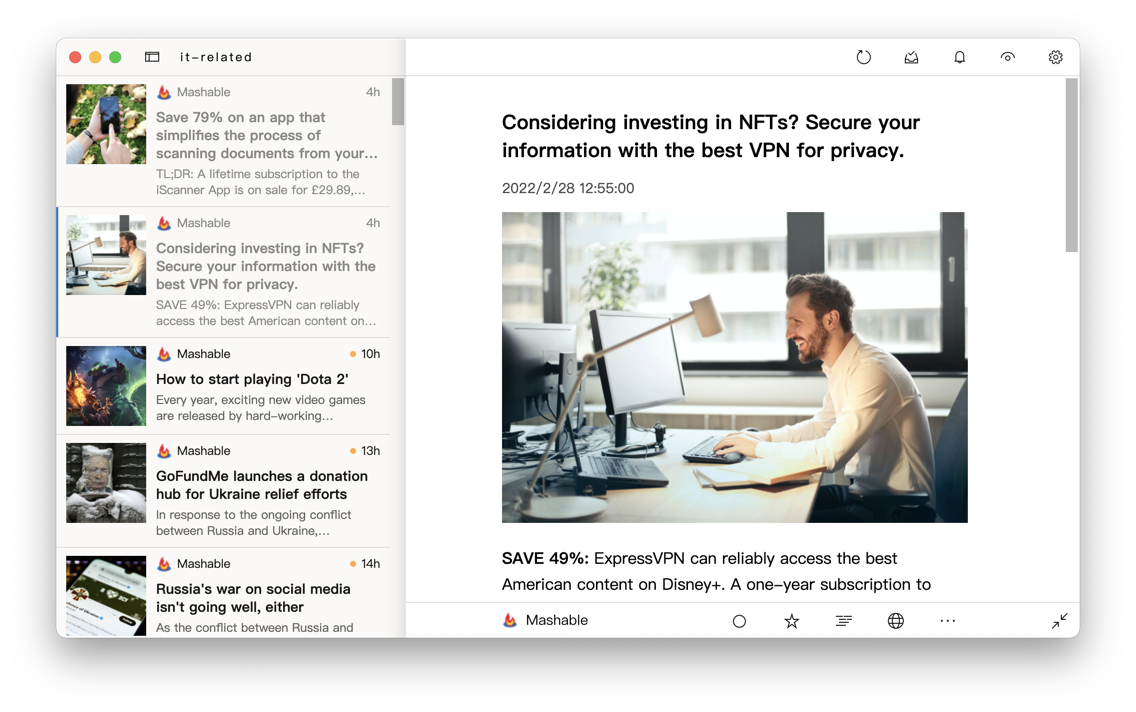 it-related
Mashable
4h
Save 79% on an app that
simplifies the process of
scanning documents from your...
TL;DR: A lifetime subscription to the
iScanner App is on sale for £29.89,...
Mashable
4h
Considering investing in NFTs?
Secure your information with the
best VPN for privacy.
SAVE 49%: ExpressVPN can reliably
access the best American content on...
Mashable
10h
How to start playing 'Dota 2'
Every year, exciting new video games
are released by hard-working...
Mashable
13h
GoFundMe launches a donation
hub for Ukraine relief efforts
In response to the ongoing conflict
between Russia and Ukraine,...
Mashable
14h
Russia's war on social media
isn't going well, either
As the conflict between Russia and
Considering investing in NFTs? Secure your
information with the best VPN for privacy.
2022/2/28 12:55:00
SAVE 49%: ExpressVPN can reliably access the best
American content on Disney+. A one-year subscription to
Mashable